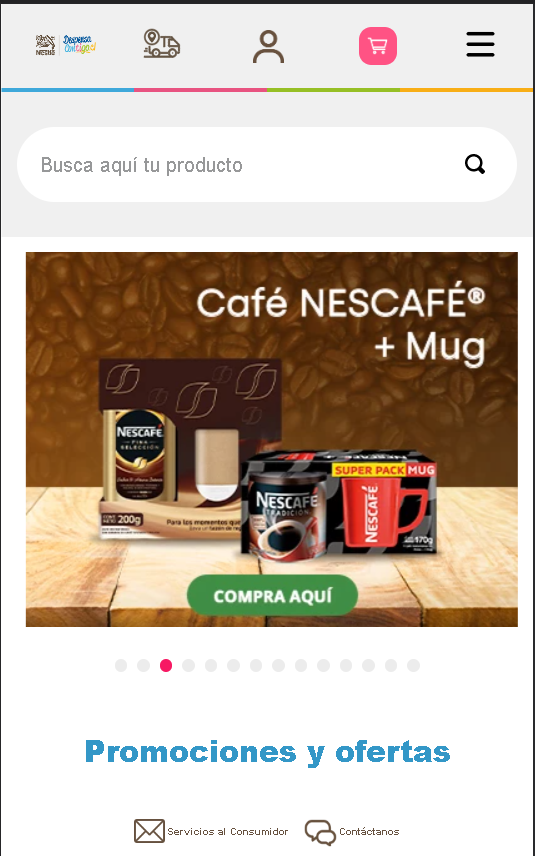 Nestlé
Despensa
Contigo.cl
Busca aquí tu producto
Café NESCAFÉ®
+ Mug
NESCAFÉ
FINA
SELECCIÓN
200g
Para los momentos que
SUPER PACK MUG
NESCAFÉ
TRADICIÓN
NESCAFÉ
170g
COMPRA AQUÍ
Promociones y ofertas
Servicios al Consumidor
Contáctanos